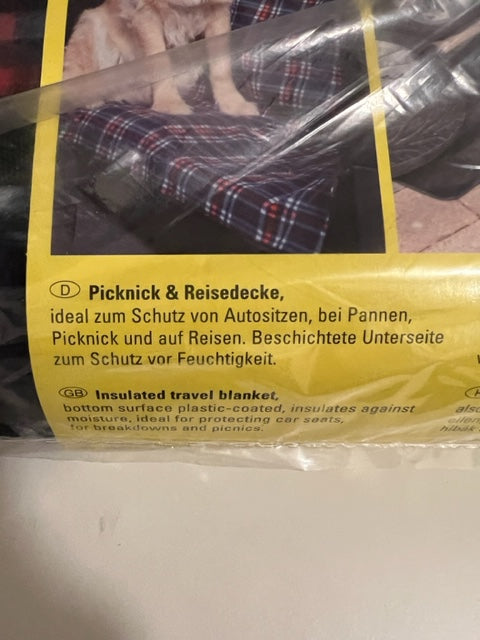 D Picknick & Reisedecke,
ideal zum Schutz von Autositzen, bei Pannen,
Picknick und auf Reisen. Beschichtete Unterseite
zum Schutz vor Feuchtigkeit.
GB Insulated travel blanket,
bottom surface plastic-coated, insulates against
moisture, ideal for protecting car seats,
for breakdowns and picnics.